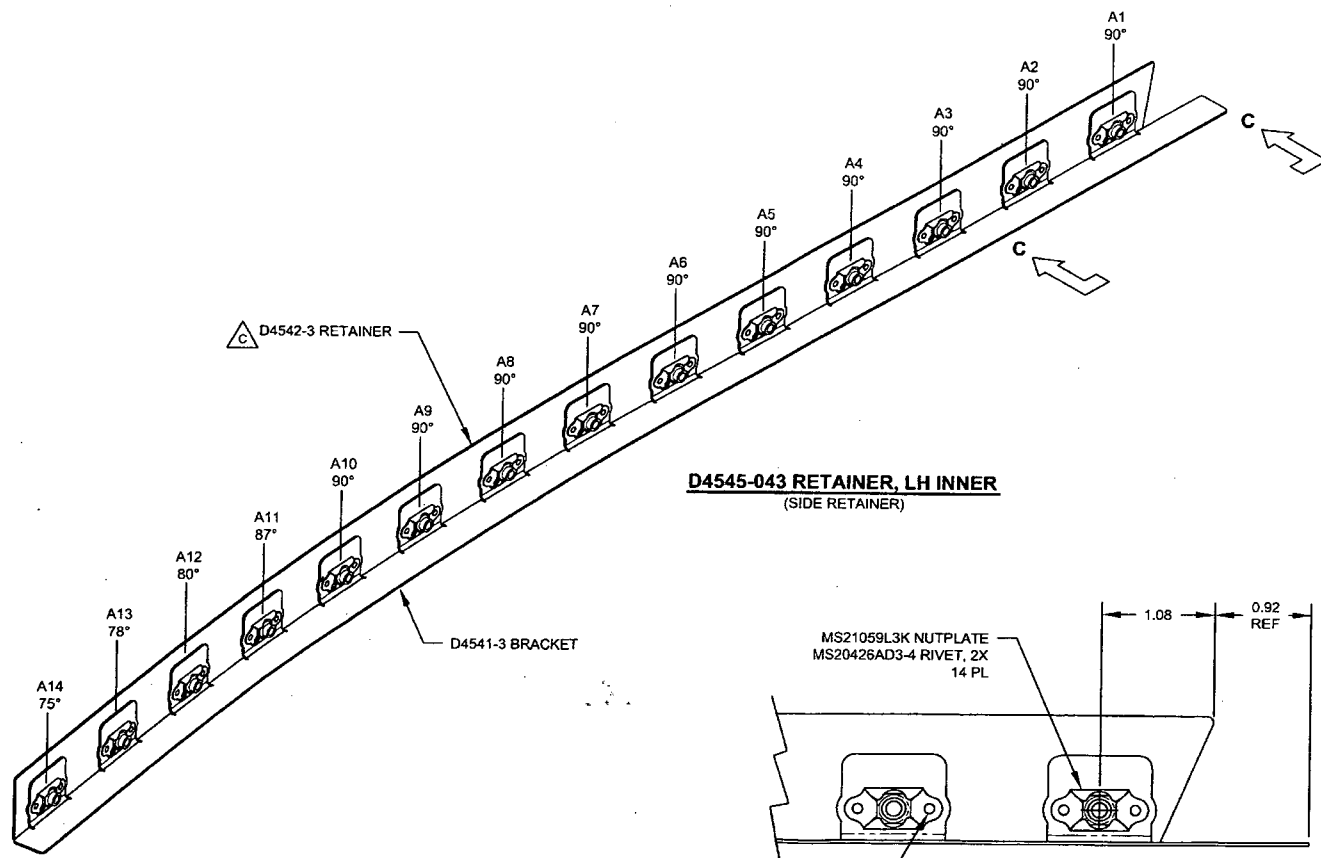 A1
90°
A2
90°
A3
90°
A4
90°
A5
90°
A6
90°
A7
90°
A8
90°
A9
90°
A10
90°
A11
87°
A12
80°
A13
78°
A14
75°
C
C
C D4542-3 RETAINER
D4541-3 BRACKET
D4545-043 RETAINER, LH INNER
(SIDE RETAINER)
MS21059L3K NUTPLATE
MS20426AD3-4 RIVET, 2X
14 PL
1.08
0.92
REF